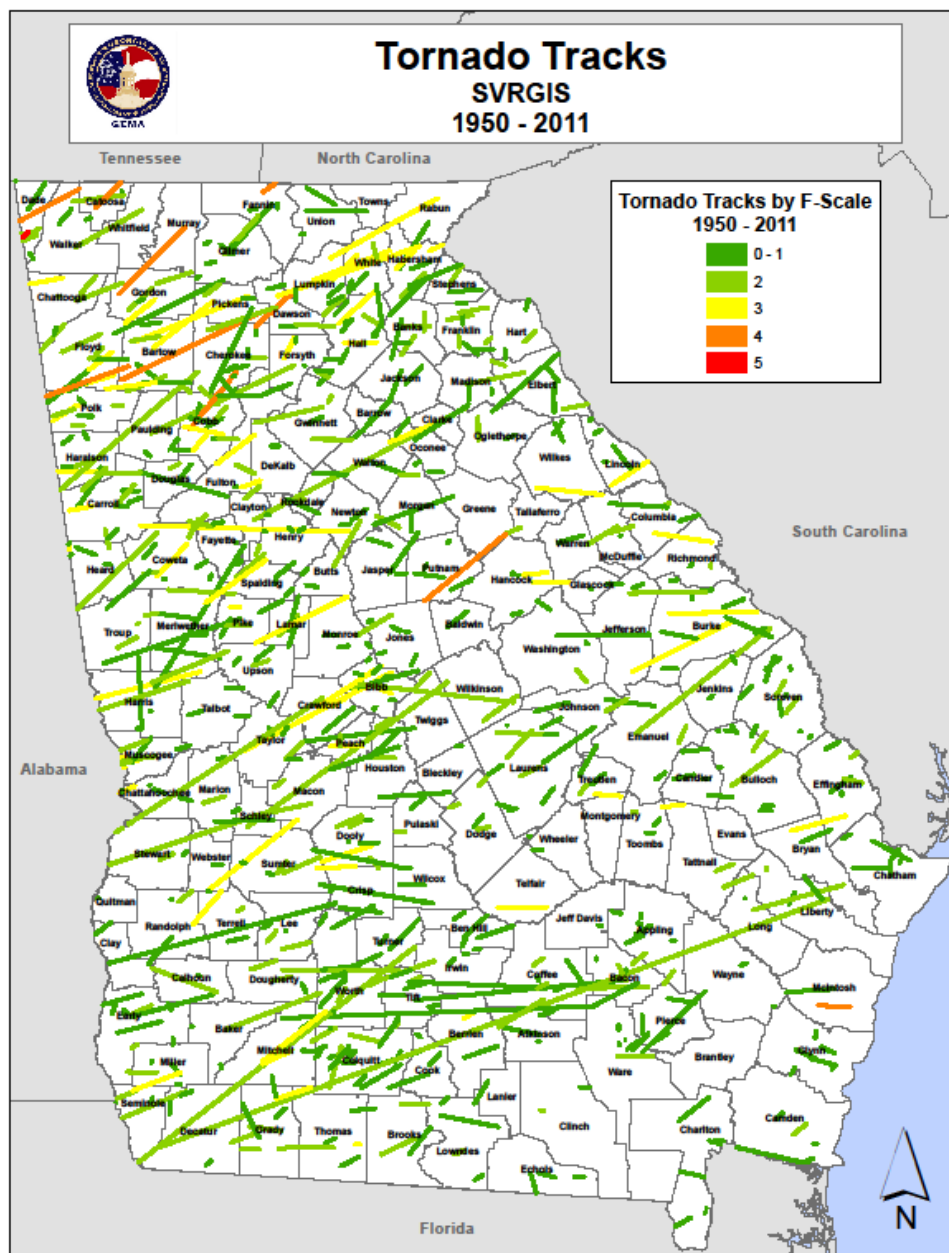 Tornado Tracks
SVRGIS
1950 - 2011
GEMA
Tennessee
North Carolina
Tornado Tracks by F-Scale
1950 - 2011
0 - 1
2
3
4
5
Dade
Catoosa
Fannin
Towns
Rabun
Union
Murray
Whitfield
Walker
Gilmer
White
Habersham
Lumpkin
Stephens
Chattooga
Gordon
Pickens
Dawson
Banks
Franklin
Hart
Floyd
Bartow
Cherokee
Forsyth
Hall
Jackson
Madison
Elbert
Polk
Cobb
Barrow
Clarke
Paulding
Gwinnett
Oglethorpe
Oconee
Haralson
DeKalb
Walton
Wilkes
Lincoln
Douglas
Fulton
Carroll
Clayton
Rockdale
Newton
Morgan
Greene
Taliaferro
Columbia
South Carolina
Fayette
Henry
Warren
McDuffie
Richmond
Heard
Coweta
Spalding
Butts
Jasper
Putnam
Hancock
Glascock
Troup
Meriwether
Pike
Lamar
Monroe
Jones
Baldwin
Jefferson
Burke
Washington
Upson
Harris
Talbot
Crawford
Bibb
Wilkinson
Jenkins
Screven
Johnson
Twiggs
Taylor
Peach
Emanuel
Muscogee
Alabama
Houston
Bleckley
Laurens
Treutlen
Candler
Bulloch
Effingham
Chattahoochee
Marion
Macon
Schley
Pulaski
Dodge
Montgomery
Wheeler
Toombs
Evans
Bryan
Dooly
Stewart
Webster
Sumter
Tattnall
Chatham
Wilcox
Telfair
Quitman
Crisp
Randolph
Terrell
Lee
Ben Hill
Jeff Davis
Appling
Long
Liberty
Clay
Turner
Irwin
Coffee
Bacon
Wayne
McIntosh
Calhoun
Dougherty
Worth
Tift
Early
Baker
Berrien
Atkinson
Pierce
Mitchell
Colquitt
Cook
Brantley
Glynn
Miller
Ware
Lanier
Seminole
Clinch
Charlton
Camden
Decatur
Grady
Thomas
Brooks
Lowndes
Echols
Florida
N